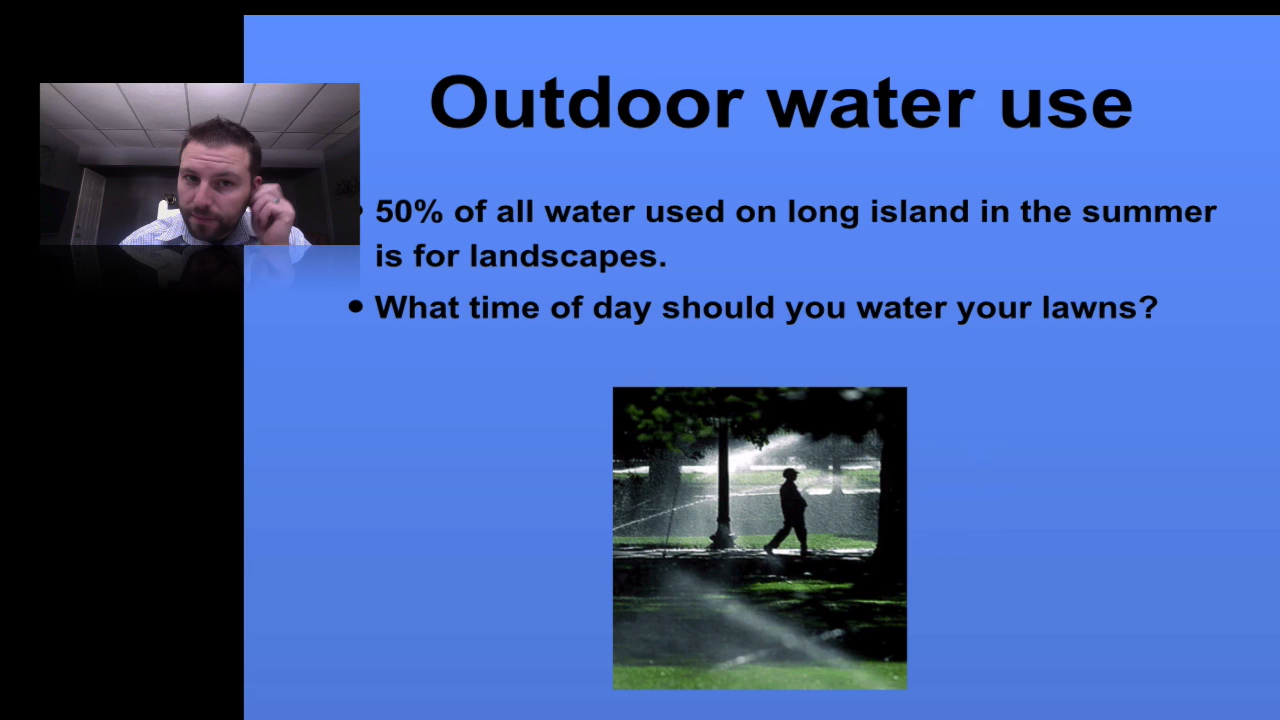 Outdoor water use
50% of all water used on long island in the summer
is for landscapes.
What time of day should you water your lawns?